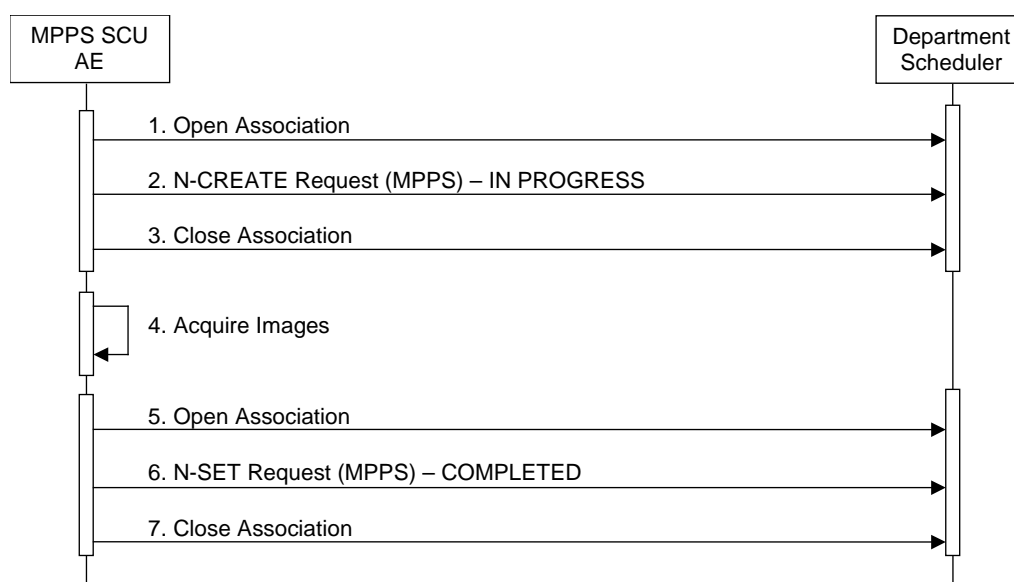 MPPS SCU
AE
Department
Scheduler
1. Open Association
2. N-CREATE Request (MPPS) – IN PROGRESS
3. Close Association
4. Acquire Images
5. Open Association
6. N-SET Request (MPPS) – COMPLETED
7. Close Association